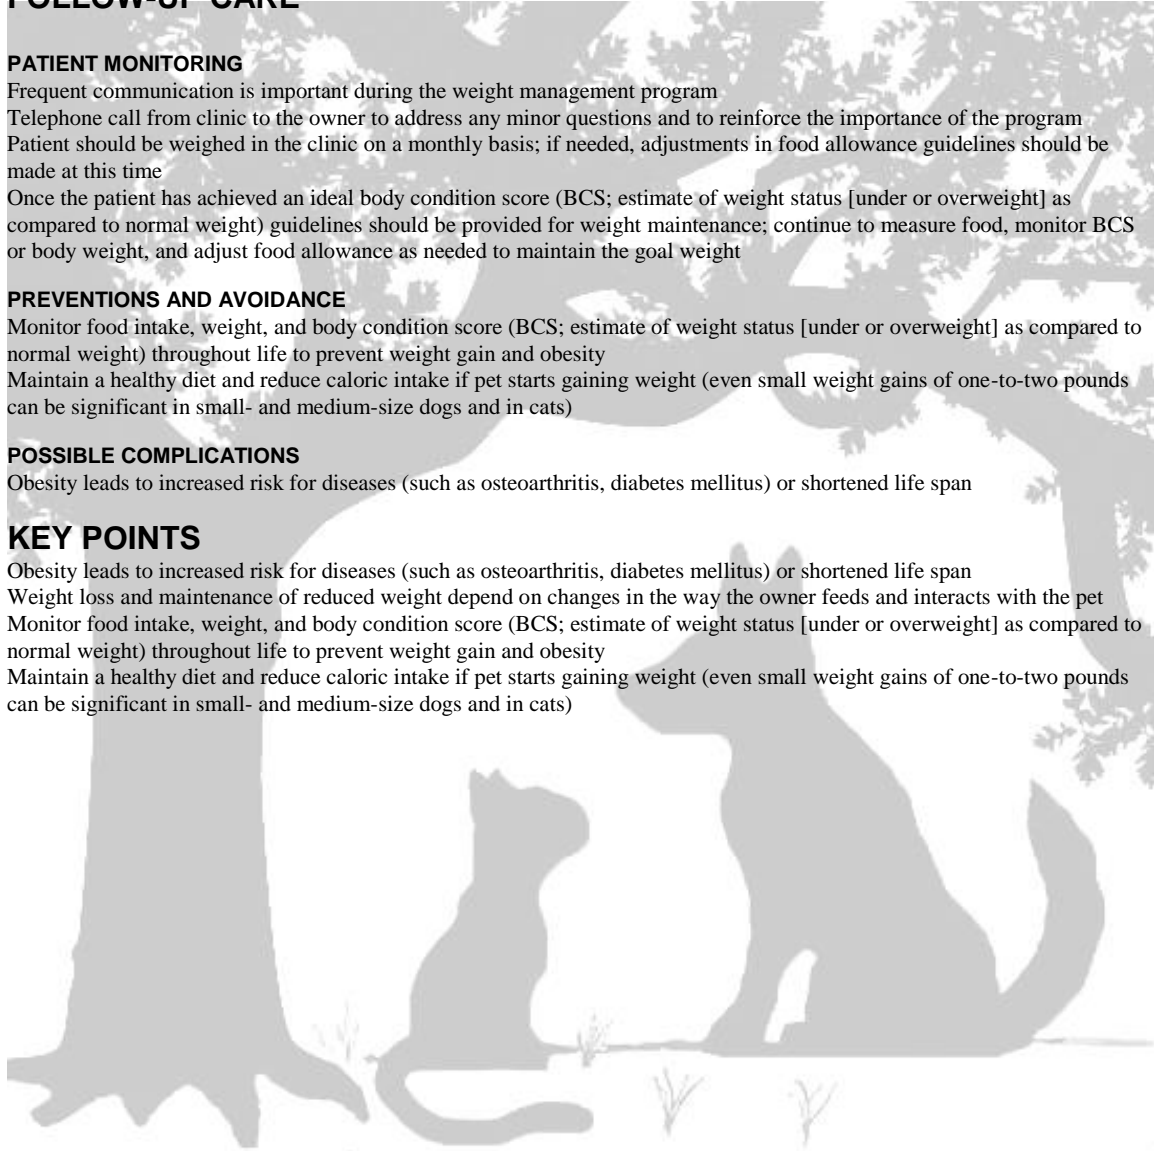 FOLLOW-UP CARE
PATIENT MONITORING
Frequent communication is important during the weight management program
Telephone call from clinic to the owner to address any minor questions and to reinforce the importance of the program
Patient should be weighed in the clinic on a monthly basis; if needed, adjustments in food allowance guidelines should be
made at this time
Once the patient has achieved an ideal body condition score (BCS; estimate of weight status [under or overweight] as
compared to normal weight) guidelines should be provided for weight maintenance; continue to measure food, monitor BCS
or body weight, and adjust food allowance as needed to maintain the goal weight
PREVENTIONS AND AVOIDANCE
Monitor food intake, weight, and body condition score (BCS; estimate of weight status [under or overweight] as compared to
normal weight) throughout life to prevent weight gain and obesity
Maintain a healthy diet and reduce caloric intake if pet starts gaining weight (even small weight gains of one-to-two pounds
can be significant in small- and medium-size dogs and in cats)
POSSIBLE COMPLICATIONS
Obesity leads to increased risk for diseases (such as osteoarthritis, diabetes mellitus) or shortened life span
KEY POINTS
Obesity leads to increased risk for diseases (such as osteoarthritis, diabetes mellitus) or shortened life span
Weight loss and maintenance of reduced weight depend on changes in the way the owner feeds and interacts with the pet
Monitor food intake, weight, and body condition score (BCS; estimate of weight status [under or overweight] as compared to
normal weight) throughout life to prevent weight gain and obesity
Maintain a healthy diet and reduce caloric intake if pet starts gaining weight (even small weight gains of one-to-two pounds
can be significant in small- and medium-size dogs and in cats)